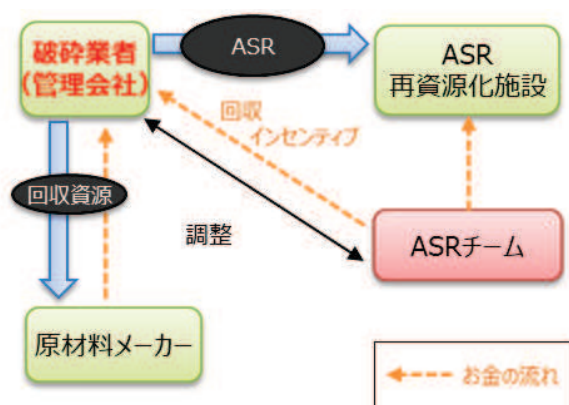 破砕業者
(管理会社)
ASR
ASR
再資源化施設
回収
インセンティブ
回収資源
調整
ASRチーム
原材料メーカー
お金の流れ